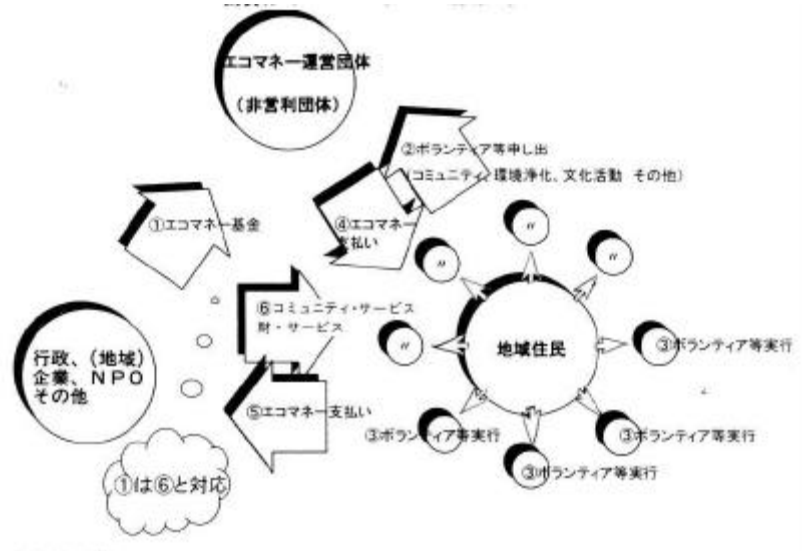 エコマネー運営団体
(非営利団体)
②ボランティア等申し出
(コミュニティ、環境浄化、文化活動 その他)
①エコマネー基金
④エコマネー
支払い
〃
〃
〃
⑥コミュニティ・サービス
財・サービス
〃
地域住民
③ボランティア等実行
行政、(地域)
企業、NPO
その他
⑤エコマネー支払い
③ボランティア等実行
③ボランティア等実行
③ボランティア等実行
①は⑥と対応